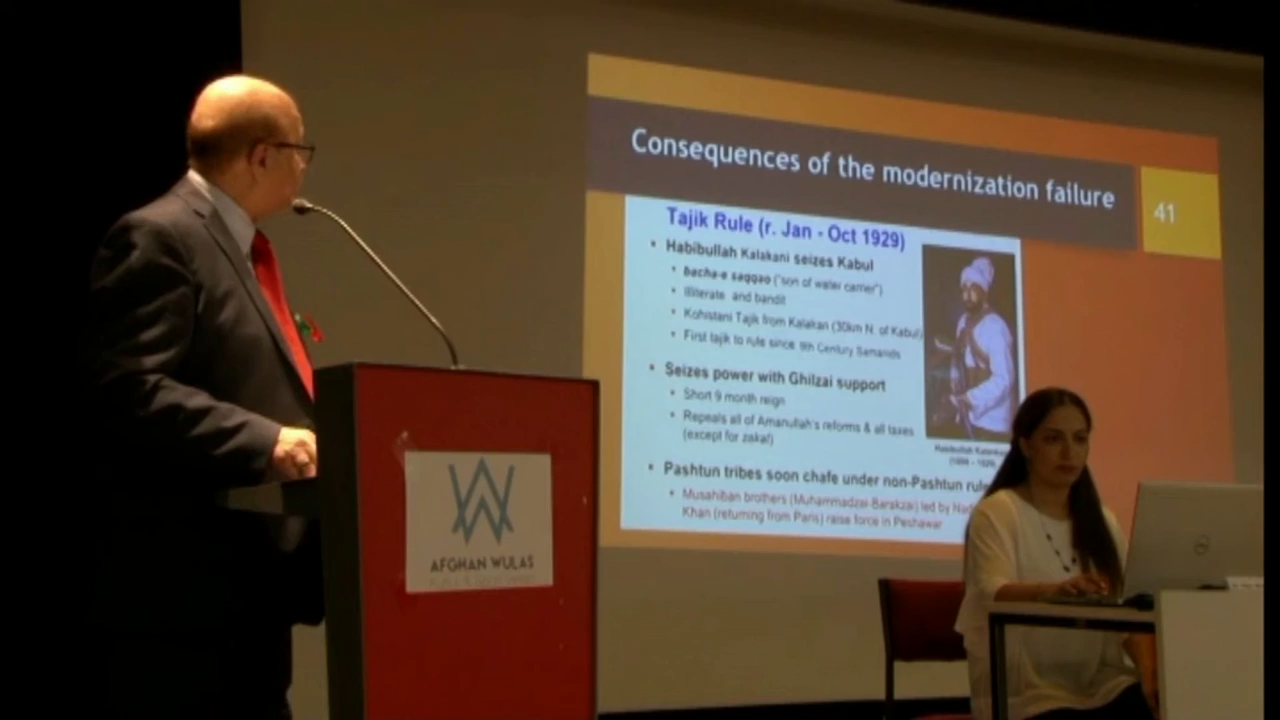 Consequences of the modernization failure
41
Tajik Rule (r. Jan - Oct 1929)
• Habibullah Kalakani seizes Kabul
• bacha-e saqqao ("son of water carrier")
• Illiterate and bandit
• Kohistani Tajik from Kalakan (30km N. of Kabul)
• First tajik to rule since 9th Century Samanids
• Seizes power with Ghilzai support
• Short 9 month reign
• Repeals all of Amanullah's reforms & all taxes
(except for zakat)
Habibullah
• Pashtun tribes soon chafe under non-Pashtun rule
• Musahiban brothers (Muhammadzai-Barakzai) led by
Khan (returning from Paris) raise force in Peshawar
AFGHAN WULAS
DELL